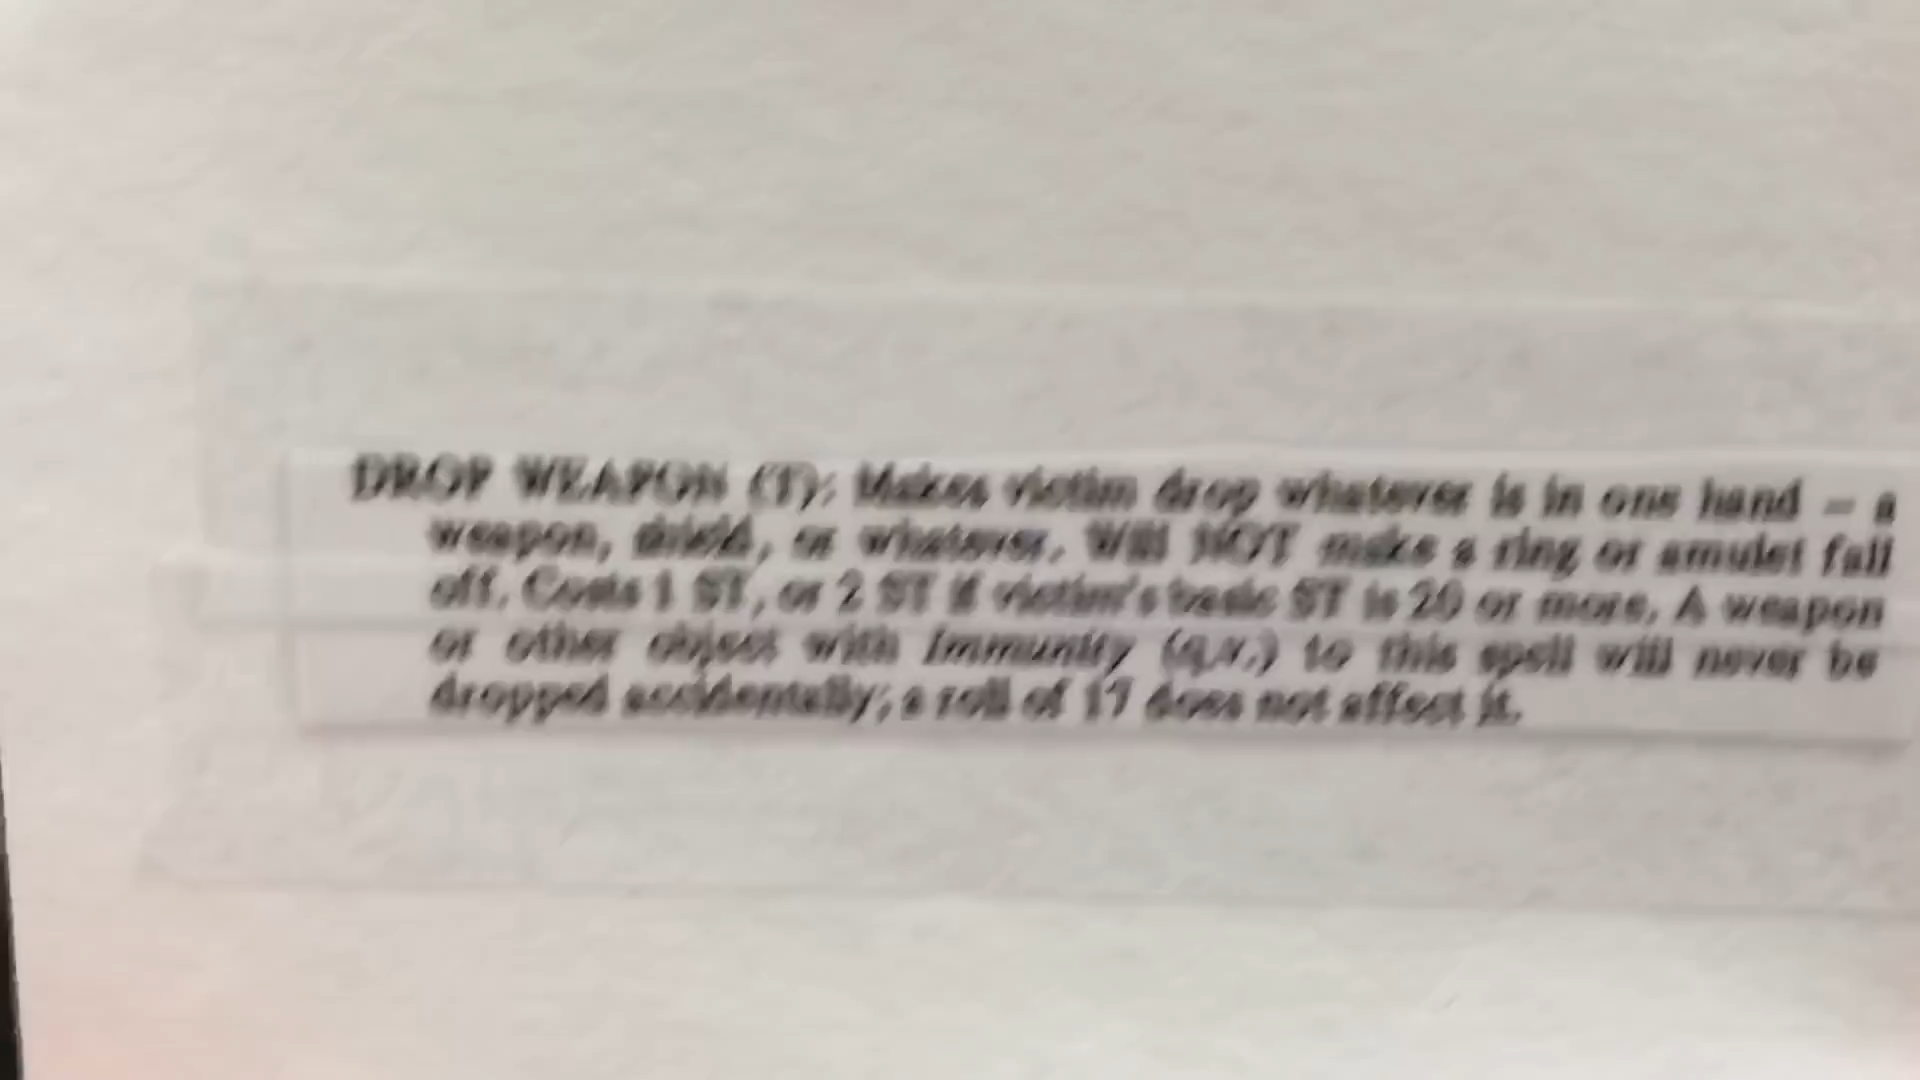 DROP WEAPON (T): Makes victim drop whatever is in one hand – a
weapon, shield, or whatever. Will NOT make a ring or amulet fall
off. Costs 1 ST, or 2 ST if victim's basic ST is 20 or more. A weapon
or other object with Immunity (q.v.) to this spell will never be
dropped accidentally; a roll of 17 does not affect it.